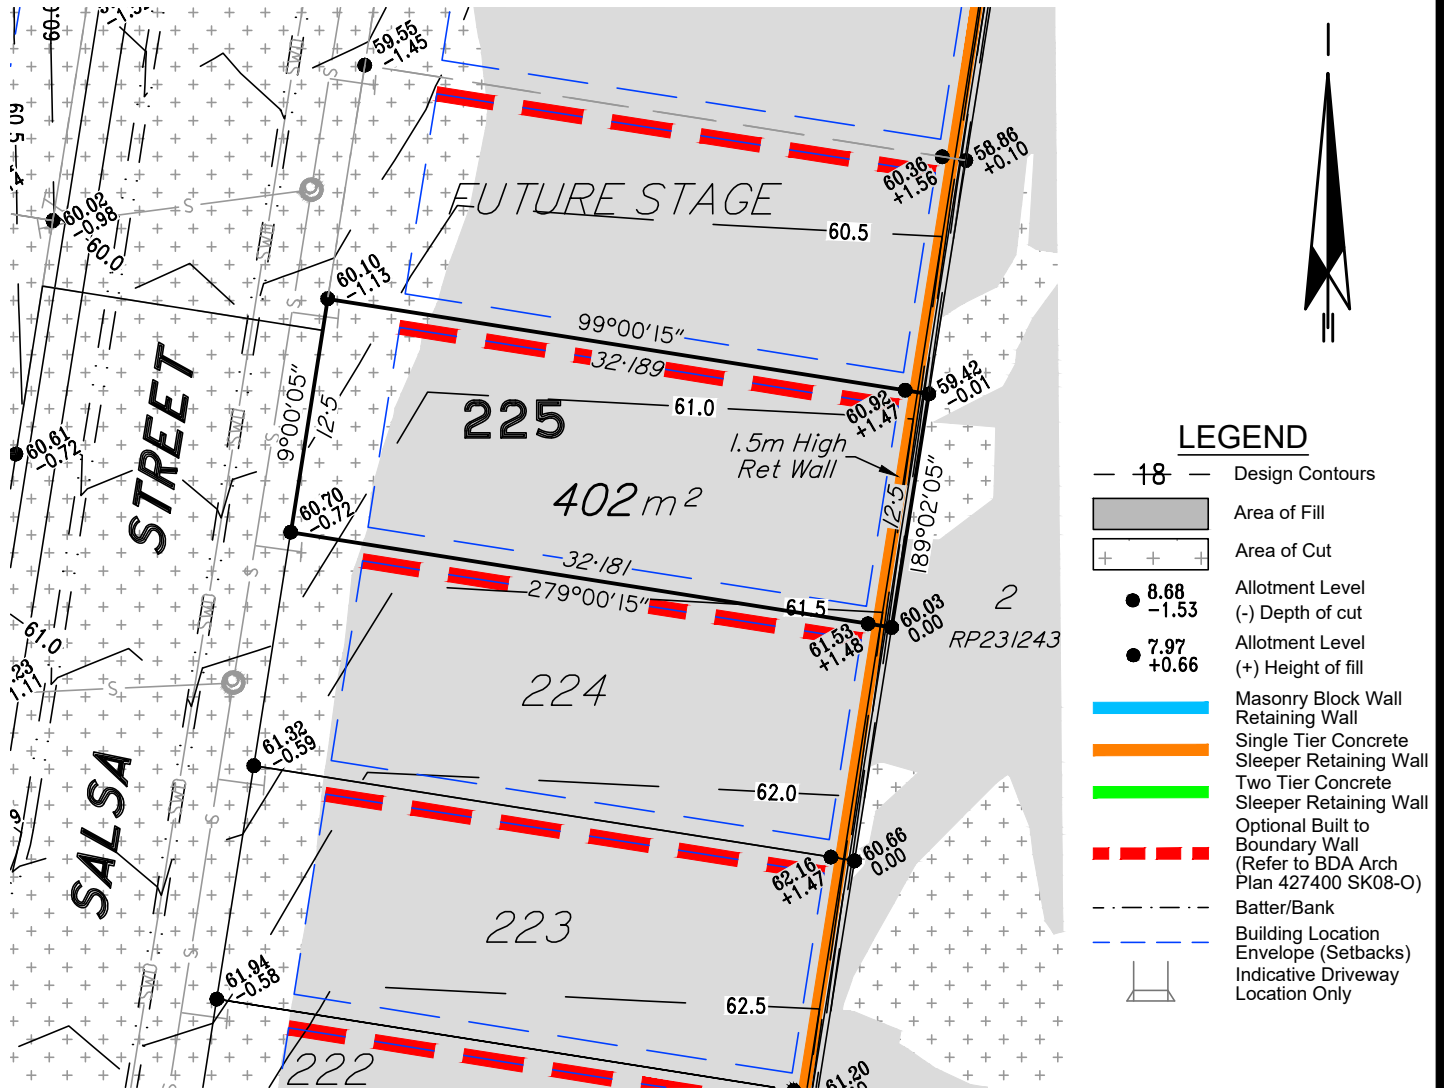 59.55
-1.45
58.86
+0.10
60.36
+1.56
60.5
60.02
-0.98
60.0
FUTURE STAGE
60.5
60.10
-1.13
99°00'15"
32·189
9°00'05"
12·5
STREET
225
61.0
60.92
+1.47
59.42
-0.01
1.5m High
Ret Wall
402m²
12·5
189°02'05"
60.61
-0.72
60.70
-0.72
32·181
279°00'15"
61.5
61.53
+1.48
60.03
0.00
2
RP231243
61.0
224
61.32
-0.59
62.0
62.16
+1.47
60.66
0.00
SALSA
223
61.94
-0.58
62.5
222
61.20
S
S
S
S
S
S
S
S
SWD
SWD
SWD
SWD
SWD
SWD
LEGEND
18 Design Contours
Area of Fill
Area of Cut
8.68
-1.53
Allotment Level
(-) Depth of cut
7.97
+0.66
Allotment Level
(+) Height of fill
Masonry Block Wall
Retaining Wall
Single Tier Concrete
Sleeper Retaining Wall
Two Tier Concrete
Sleeper Retaining Wall
Optional Built to
Boundary Wall
(Refer to BDA Arch
Plan 427400 SK08-O)
Batter/Bank
Building Location
Envelope (Setbacks)
Indicative Driveway
Location Only